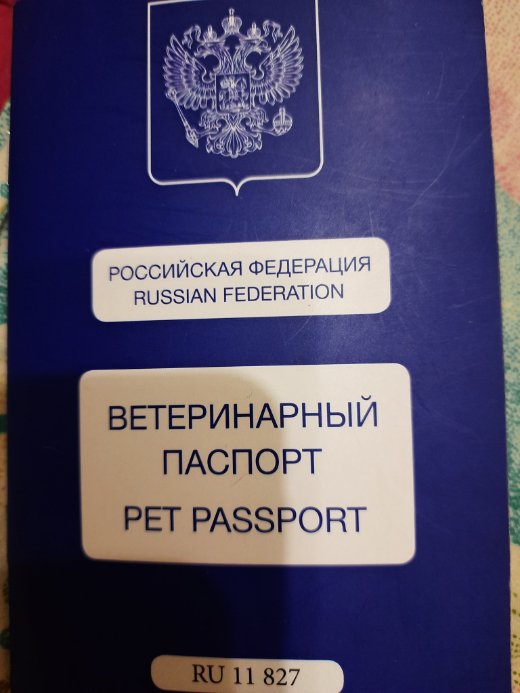 РОССИЙСКАЯ ФЕДЕРАЦИЯ
RUSSIAN FEDERATION
ВЕТЕРИНАРНЫЙ
ПАСПОРТ
PET PASSPORT
RU 11 827